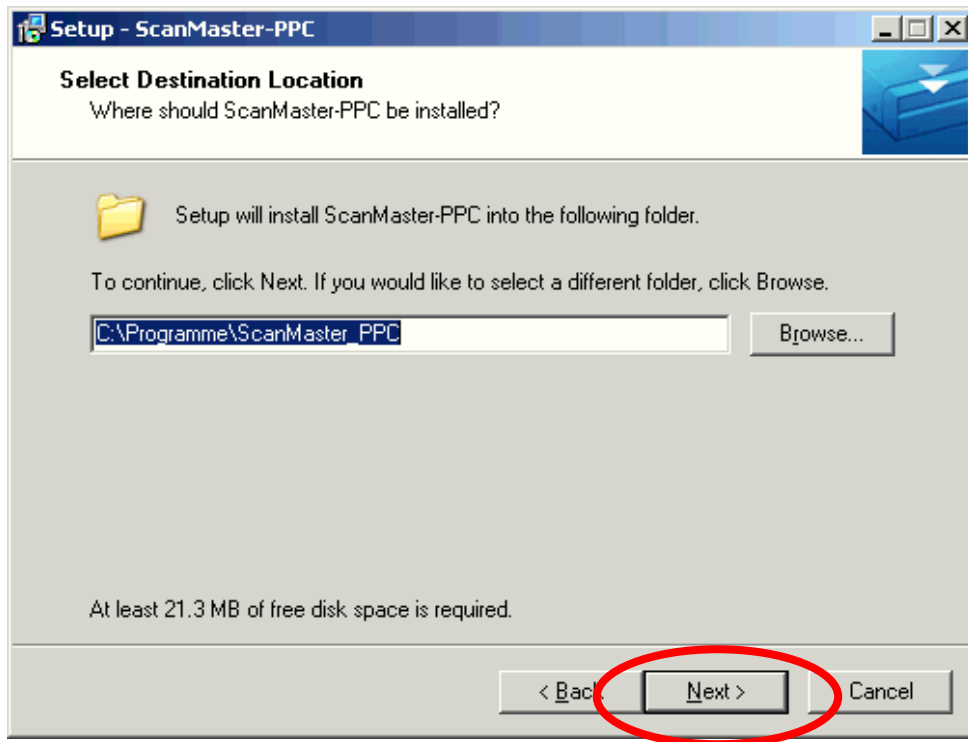 Setup - ScanMaster-PPC
Select Destination Location
Where should ScanMaster-PPC be installed?
Setup will install ScanMaster-PPC into the following folder.
To continue, click Next. If you would like to select a different folder, click Browse.
C:\Programme\ScanMaster_PPC
Browse...
At least 21.3 MB of free disk space is required.
< Back
Next >
Cancel